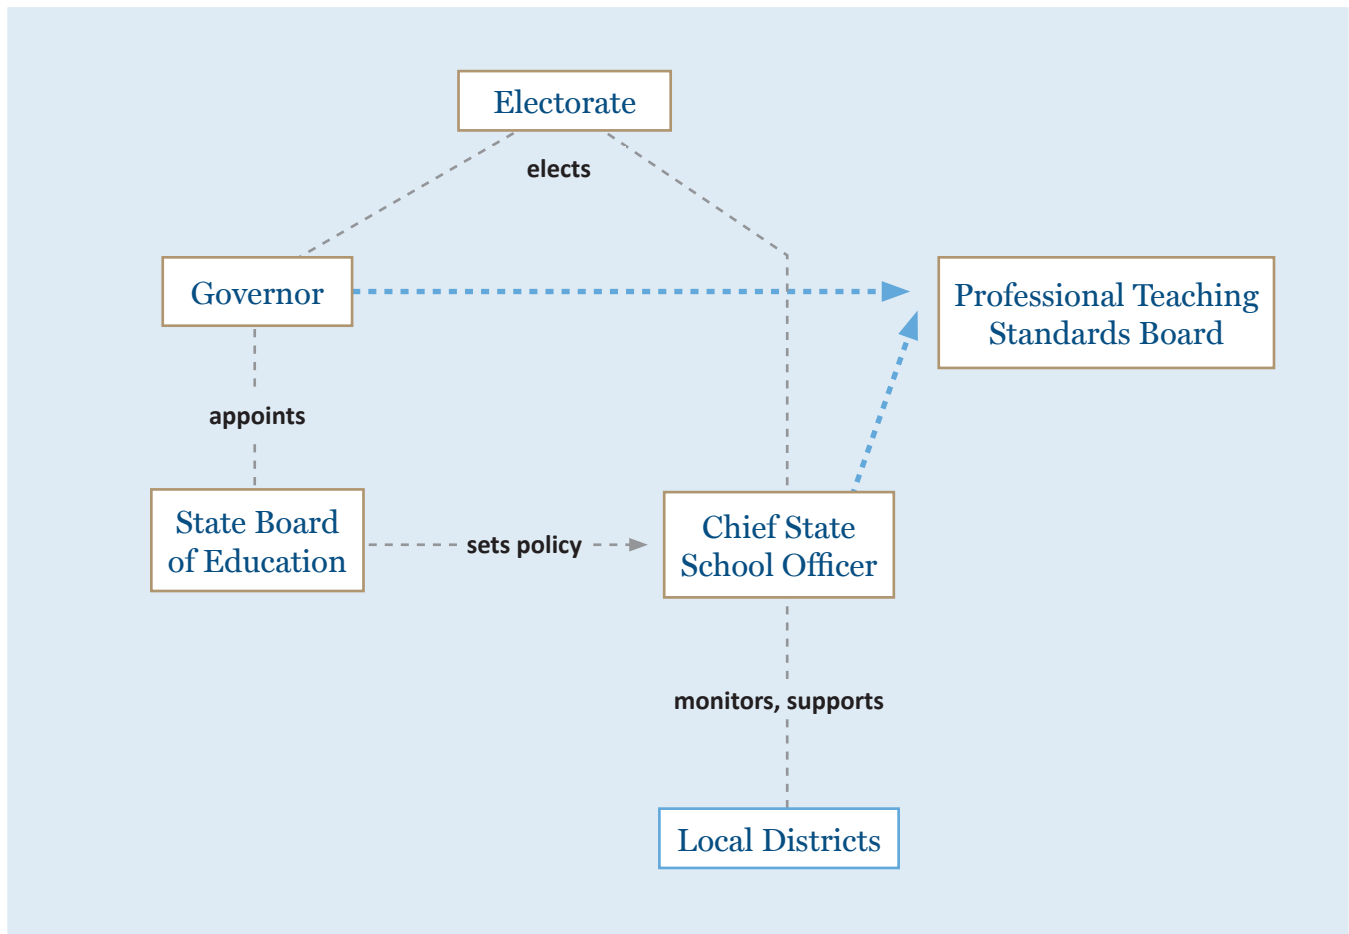 Electorate
elects
Governor
Professional Teaching
Standards Board
appoints
State Board
of Education
sets policy
Chief State
School Officer
monitors, supports
Local Districts